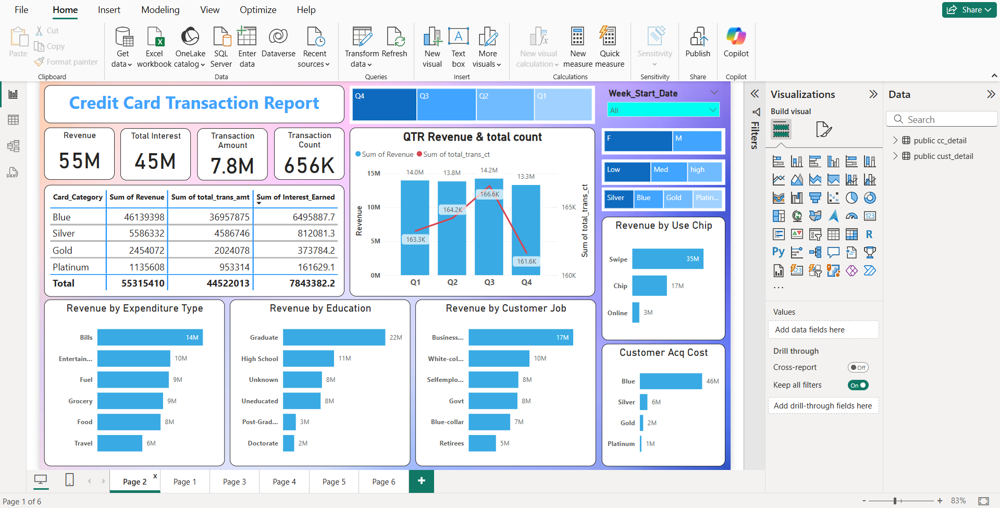 File Home Insert Modeling View Optimize Help
Share
Paste
Cut
Copy
Format painter
Clipboard
Get data
Excel workbook
OneLake catalog
SQL Server
Enter data
Dataverse
Recent sources
Data
Transform data
Refresh
Queries
New visual
A
Text box
More visuals
Insert
New visual calculation
New measure
Quick measure
Calculations
Sensitivity
Sensitivity
Publish
Share
Copilot
Copilot
DAX
Credit Card Transaction Report
Q4 Q3 Q2 Q1
Week_Start_Date
All
Revenue
55M
Total Interest
45M
Transaction Amount
7.8M
Transaction Count
656K
Card_Category Sum of Revenue Sum of total_trans_amt Sum of Interest_Earned
Blue 46139398 36957875 6495887.7
Silver 5586332 4586746 812081.3
Gold 2454072 2024078 373784.2
Platinum 1135608 953314 161629.1
Total 55315410 44522013 7843382.2
QTR Revenue & total count
Sum of Revenue Sum of total_trans_ct
15M
10M
5M
0M
Revenue
14.0M 13.8M 14.2M 13.3M
163.3K 164.2K 166.6K 161.6K
165K
160K
Sum of total_trans_ct
Q1 Q2 Q3 Q4
F M
Low Med high
Silver Blue Gold Platin...
Revenue by Use Chip
Swipe 35M
Chip 17M
Online 3M
Revenue by Expenditure Type
Bills 14M
Entertain... 10M
Fuel 9M
Grocery 9M
Food 8M
Travel 6M
Revenue by Education
Graduate 22M
High School 11M
Unknown 8M
Uneducated 8M
Post-Grad... 3M
Doctorate 2M
Revenue by Customer Job
Business... 17M
White-col... 10M
Selfemplo... 8M
Govt 8M
Blue-collar 7M
Retirees 5M
Customer Acq Cost
Blue 46M
Silver 6M
Gold 2M
Platinum 1M
Filters
Visualizations
Build visual
123
R
Py
123
...
Values
Add data fields here
Drill through
Cross-report Off
Keep all filters On
Add drill-through fields here
Data
Search
public cc_detail
public cust_detail
Page 2 x Page 1 Page 3 Page 4 Page 5 Page 6 +
Page 1 of 6
- + 83%